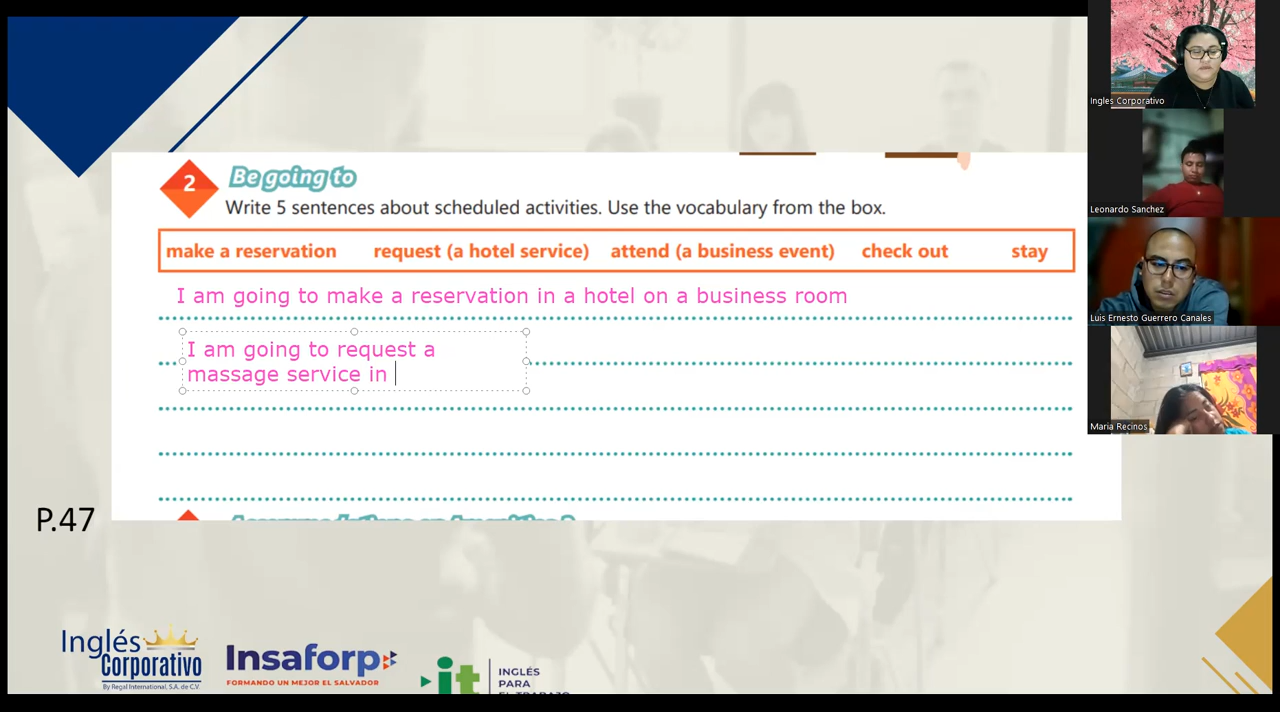 2
Be going to
Write 5 sentences about scheduled activities. Use the vocabulary from the box.
make a reservation request (a hotel service) attend (a business event) check out stay
I am going to make a reservation in a hotel on a business room
I am going to request a
massage service in
P.47
Inglés
Corporativo
By Regal International, S.A. de C.V.
Insaforp
FORMANDO UN MEJOR EL SALVADOR
it
INGLÉS
PARA
EL TRABAJO
Ingles Corporativo
Leonardo Sanchez
Luis Ernesto Guerrero Canales
Maria Recinos